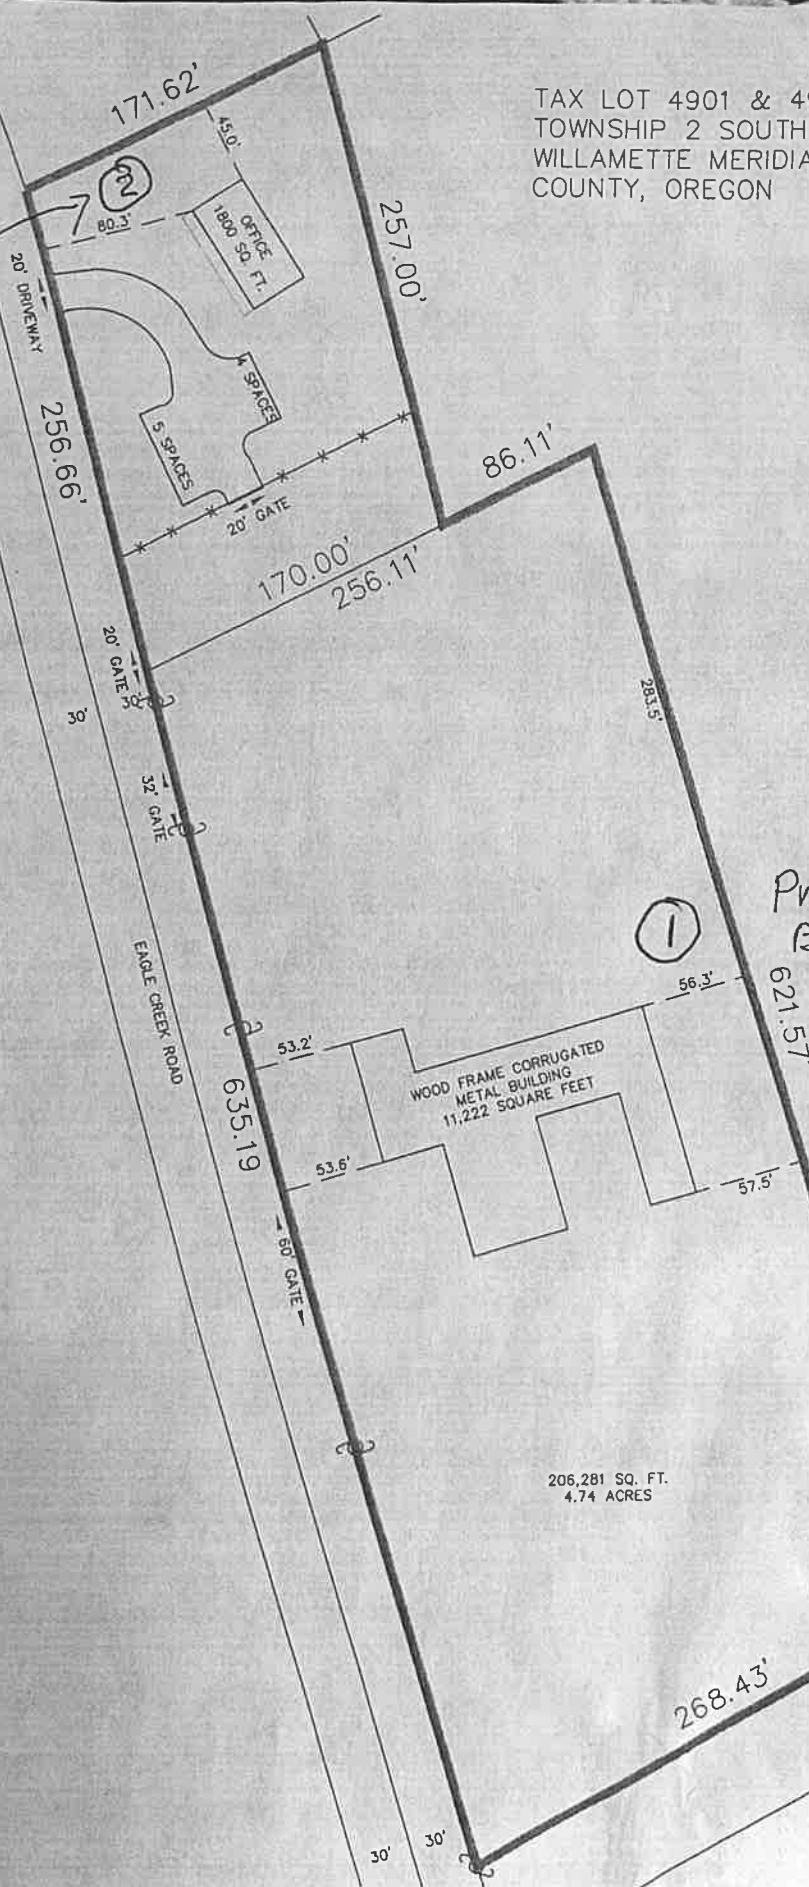 171.62'
TAX LOT 4901 &
TOWNSHIP 2 SOUTH
WILLAMETTE
COUNTY, OREGON
45.0'
2
80.3'
OFFICE
1800 SQ. FT.
257.00'
20' DRIVEWAY
4 SPACES
5 SPACES
256.66'
20' GATE
86.11'
170.00'
256.11'
20' GATE
30'
30'
283.5'
32' GATE
1
EAGLE CREEK ROAD
56.3'
621.57
53.2'
WOOD FRAME CORRUGATED
METAL BUILDING
11,222 SQUARE FEET
635.19
53.6'
57.5'
60' GATE
206,281 SQ. FT.
4.74 ACRES
268.43'
30'
30'